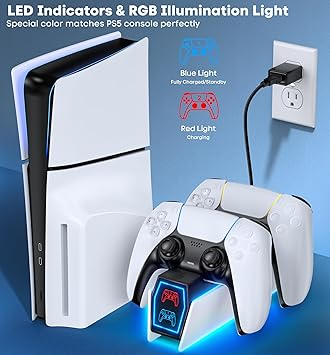 LED Indicators & RGB Illumination Light
Special color matches PS5 console perfectly
Blue Light
Fully Charged/Standby
Red Light
Charging